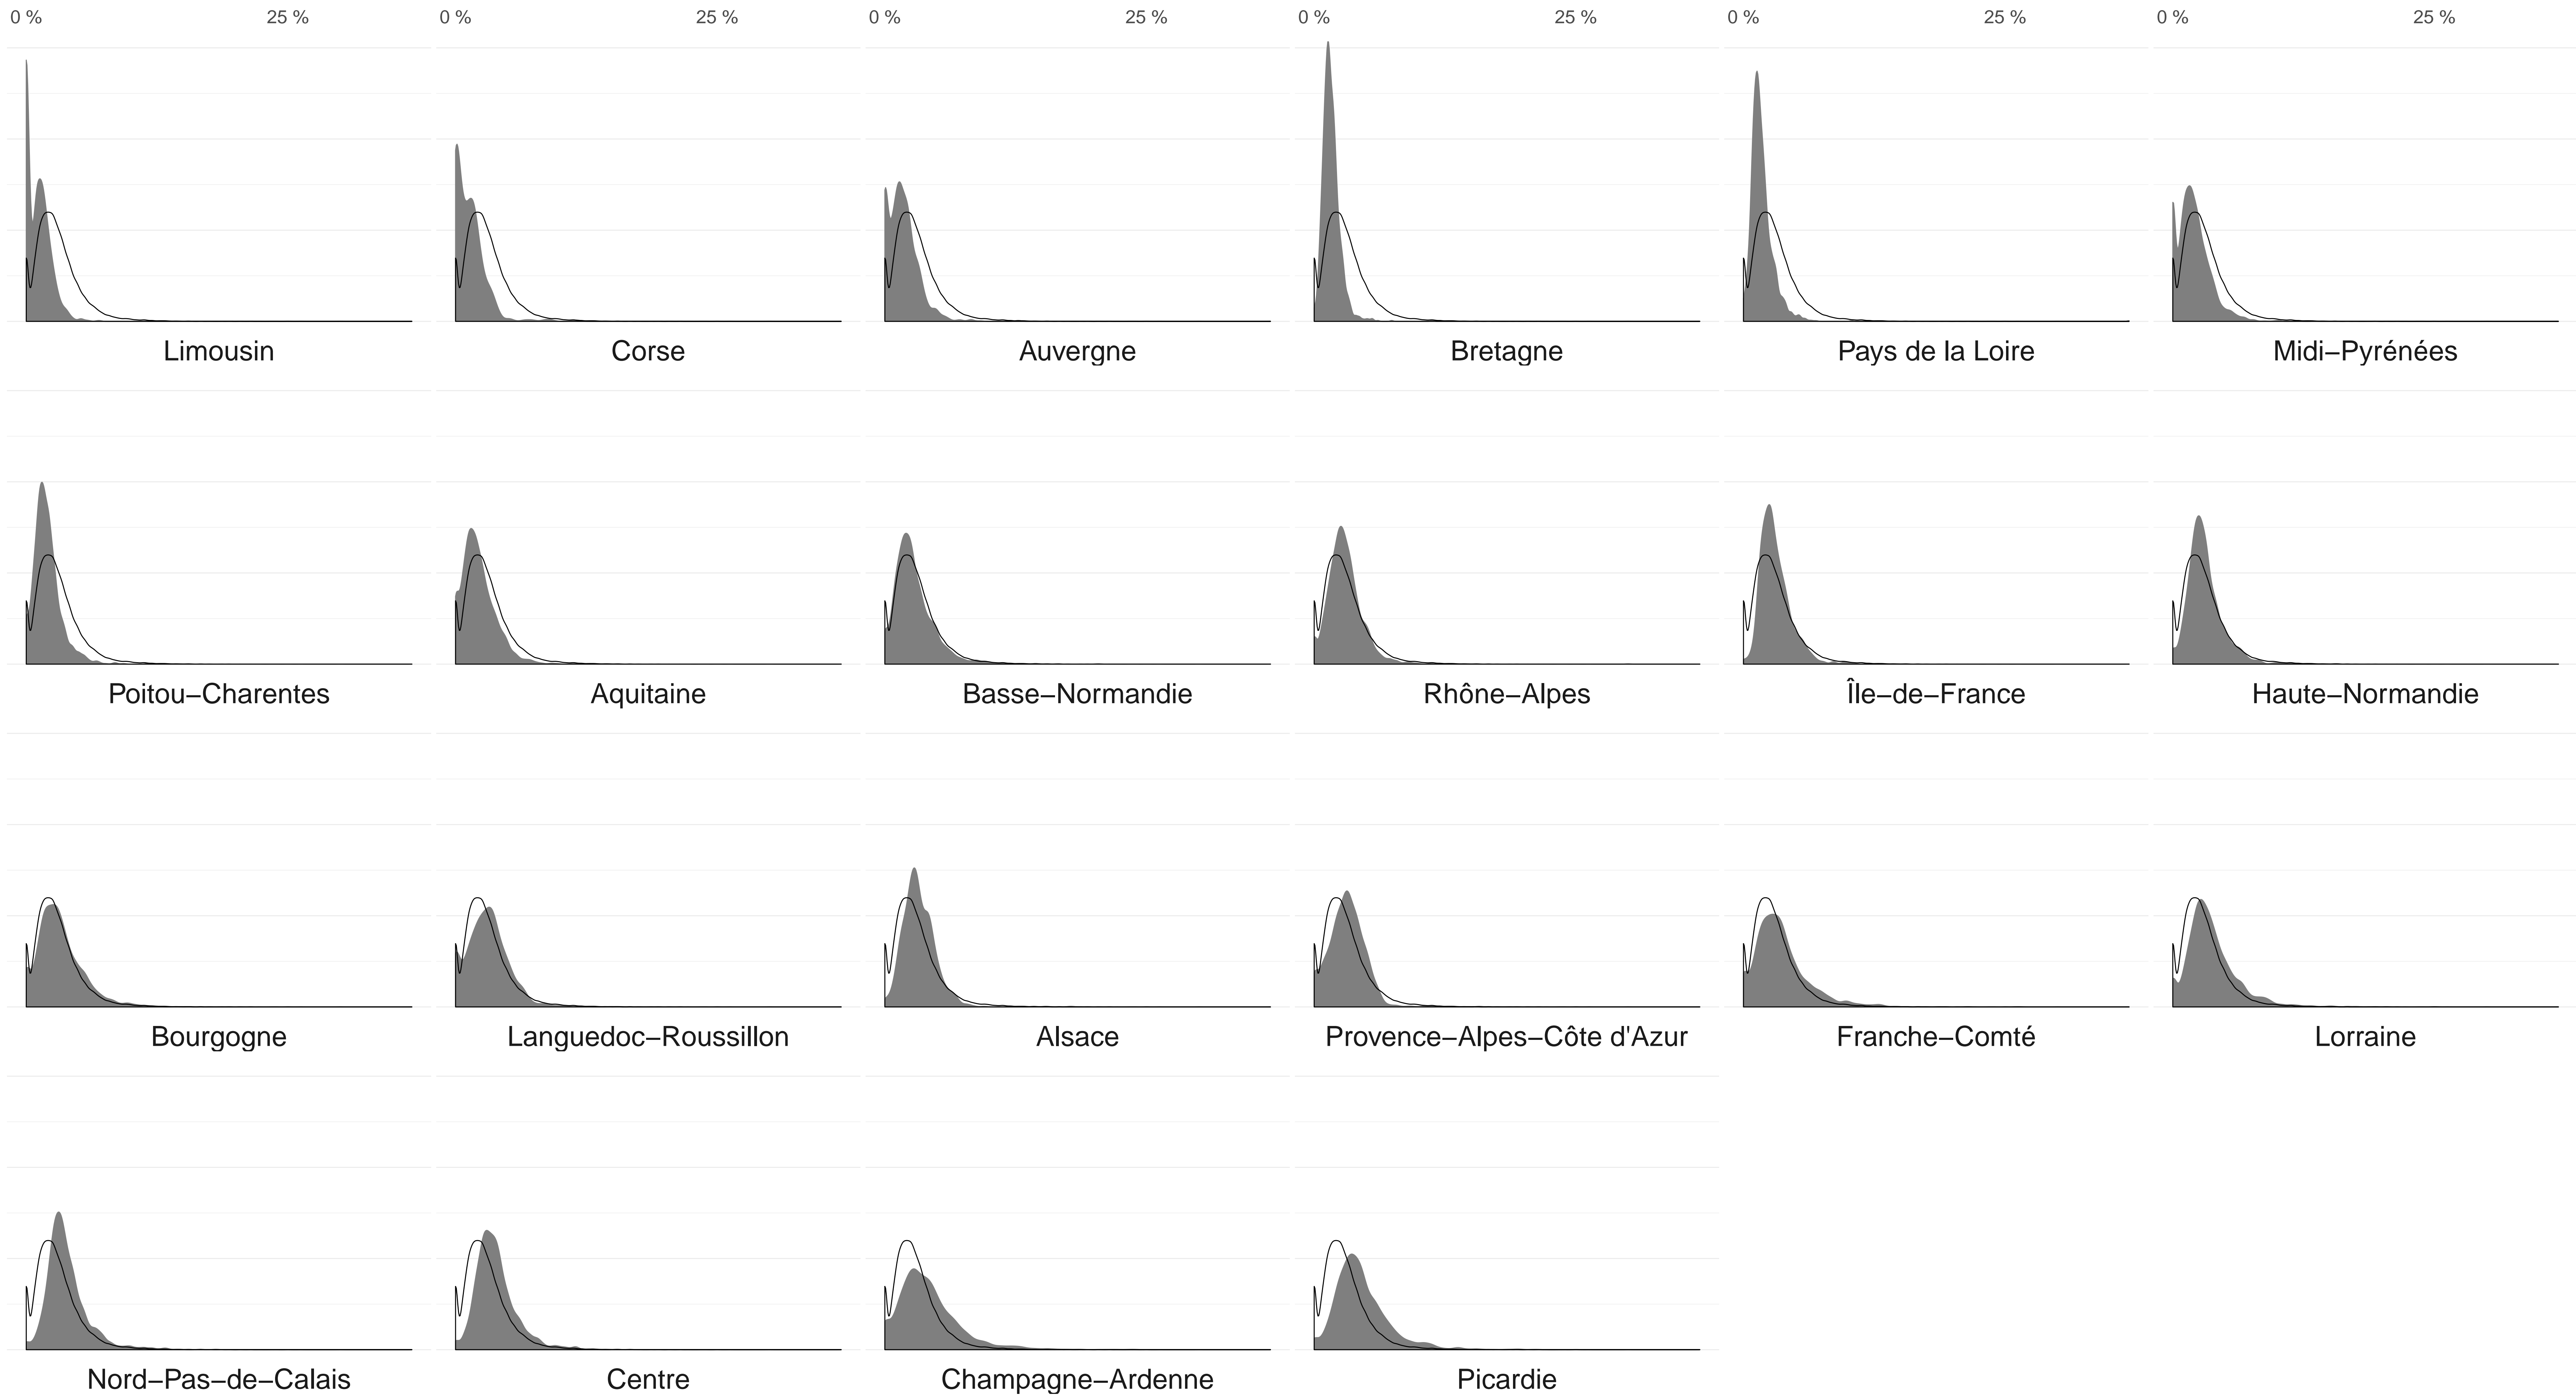 0 % 25 % 0 % 25 % 0 % 25 % 0 % 25 % 0 % 25 % 0 % 25 %
Limousin Corse Auvergne Bretagne Pays de la Loire Midi−Pyrénées
Poitou−Charentes Aquitaine Basse−Normandie Rhône−Alpes Île−de−France Haute−Normandie
Bourgogne Languedoc−Roussillon Alsace Provence−Alpes−Côte d'Azur Franche−Comté Lorraine
Nord−Pas−de−Calais Centre Champagne−Ardenne Picardie